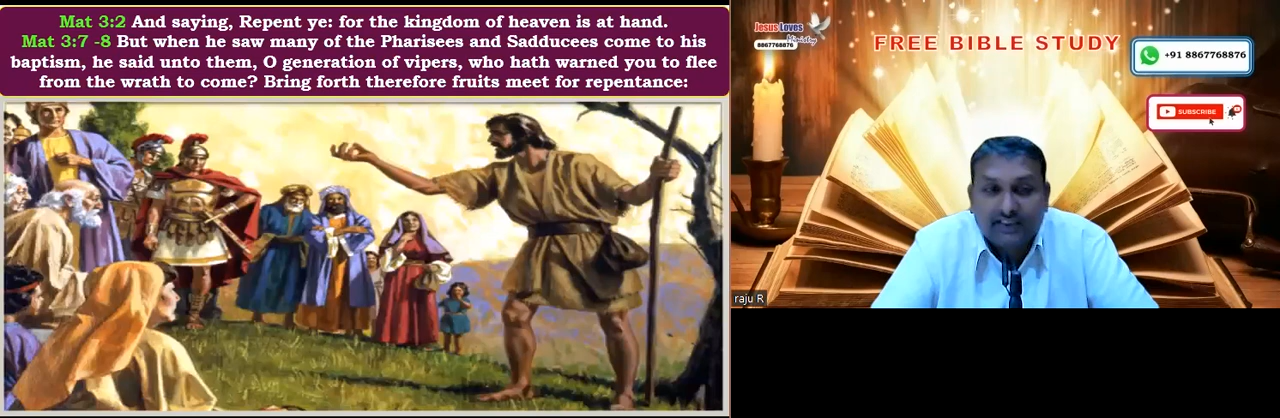 Mat 3:2 And saying, Repent ye: for the kingdom of heaven is at hand.
Mat 3:7 -8 But when he saw many of the Pharisees and Sadducees come to his
baptism, he said unto them, O generation of vipers, who hath warned you to flee
from the wrath to come? Bring forth therefore fruits meet for repentance:
Jesus Loves
Ministry
8867768876
FREE BIBLE STUDY
+91 8867768876
SUBSCRIBE
raju R